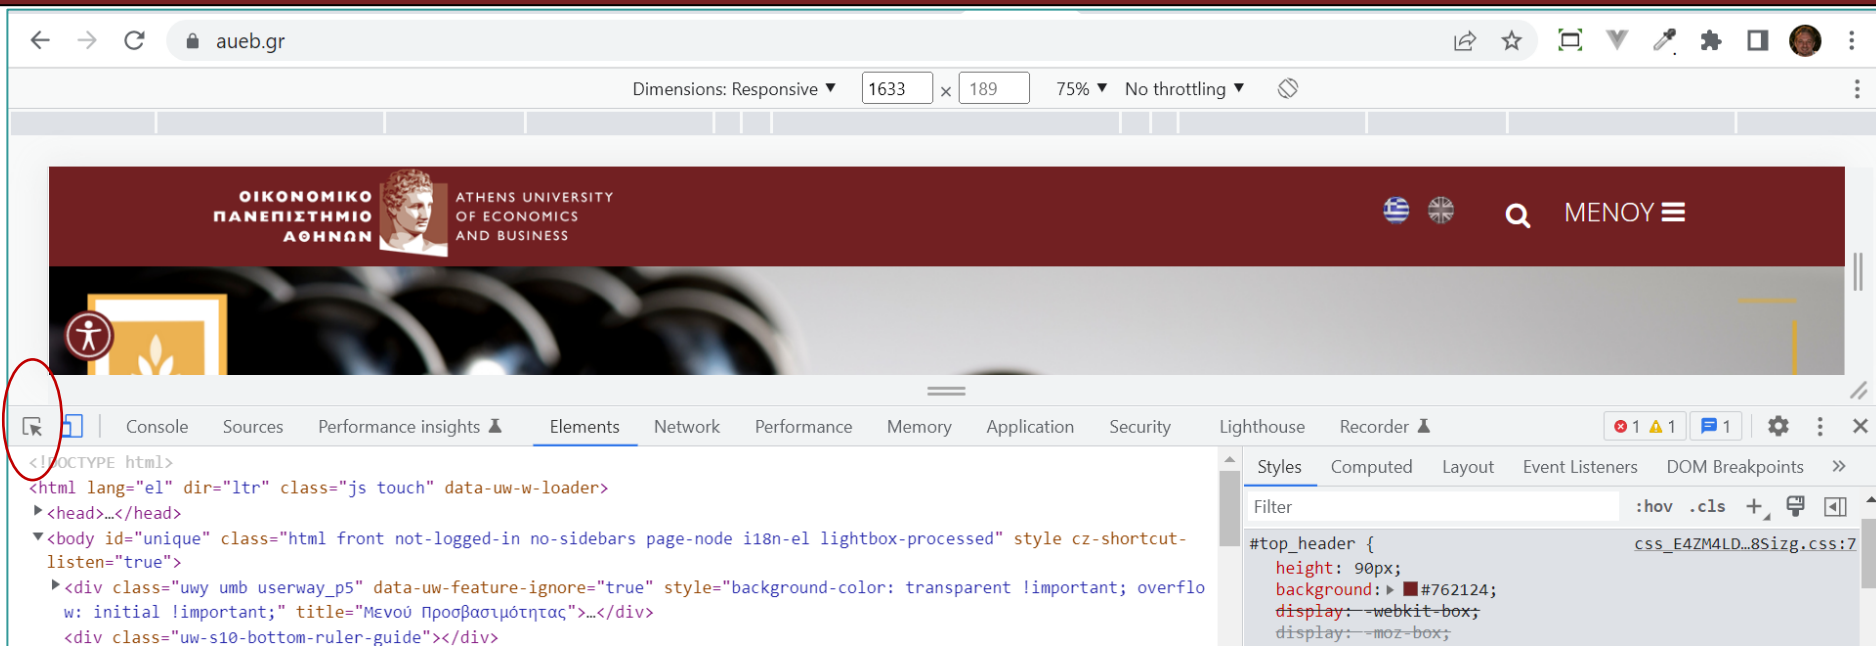 aueb.gr
Dimensions: Responsive ▼ 1633 × 189 75% ▼ No throttling ▼
ΟΙΚΟΝΟΜΙΚΟ
ΠΑΝΕΠΙΣΤΗΜΙΟ
ΑΘΗΝΩΝ
ATHENS UNIVERSITY
OF ECONOMICS
AND BUSINESS
ΜΕΝΟΥ
Console Sources Performance insights Elements Network Performance Memory Application Security Lighthouse Recorder 1 1 1
<!DOCTYPE html>
<html lang="el" dir="ltr" class="js touch" data-uw-w-loader>
▶<head>…</head>
▼<body id="unique" class="html front not-logged-in no-sidebars page-node i18n-el lightbox-processed" style cz-shortcut-
listen="true">
▶<div class="uwy umb userway_p5" data-uw-feature-ignore="true" style="background-color: transparent !important; overflo
w: initial !important;" title="Μενού Προσβασιμότητας">…</div>
<div class="uw-s10-bottom-ruler-guide"></div>
Styles Computed Layout Event Listeners DOM Breakpoints »
Filter :hov .cls +
#top_header { css_E4ZM4LD…8Sizg.css:7
height: 90px;
background: ▶ #762124;
display: -webkit-box;
display: -moz-box;